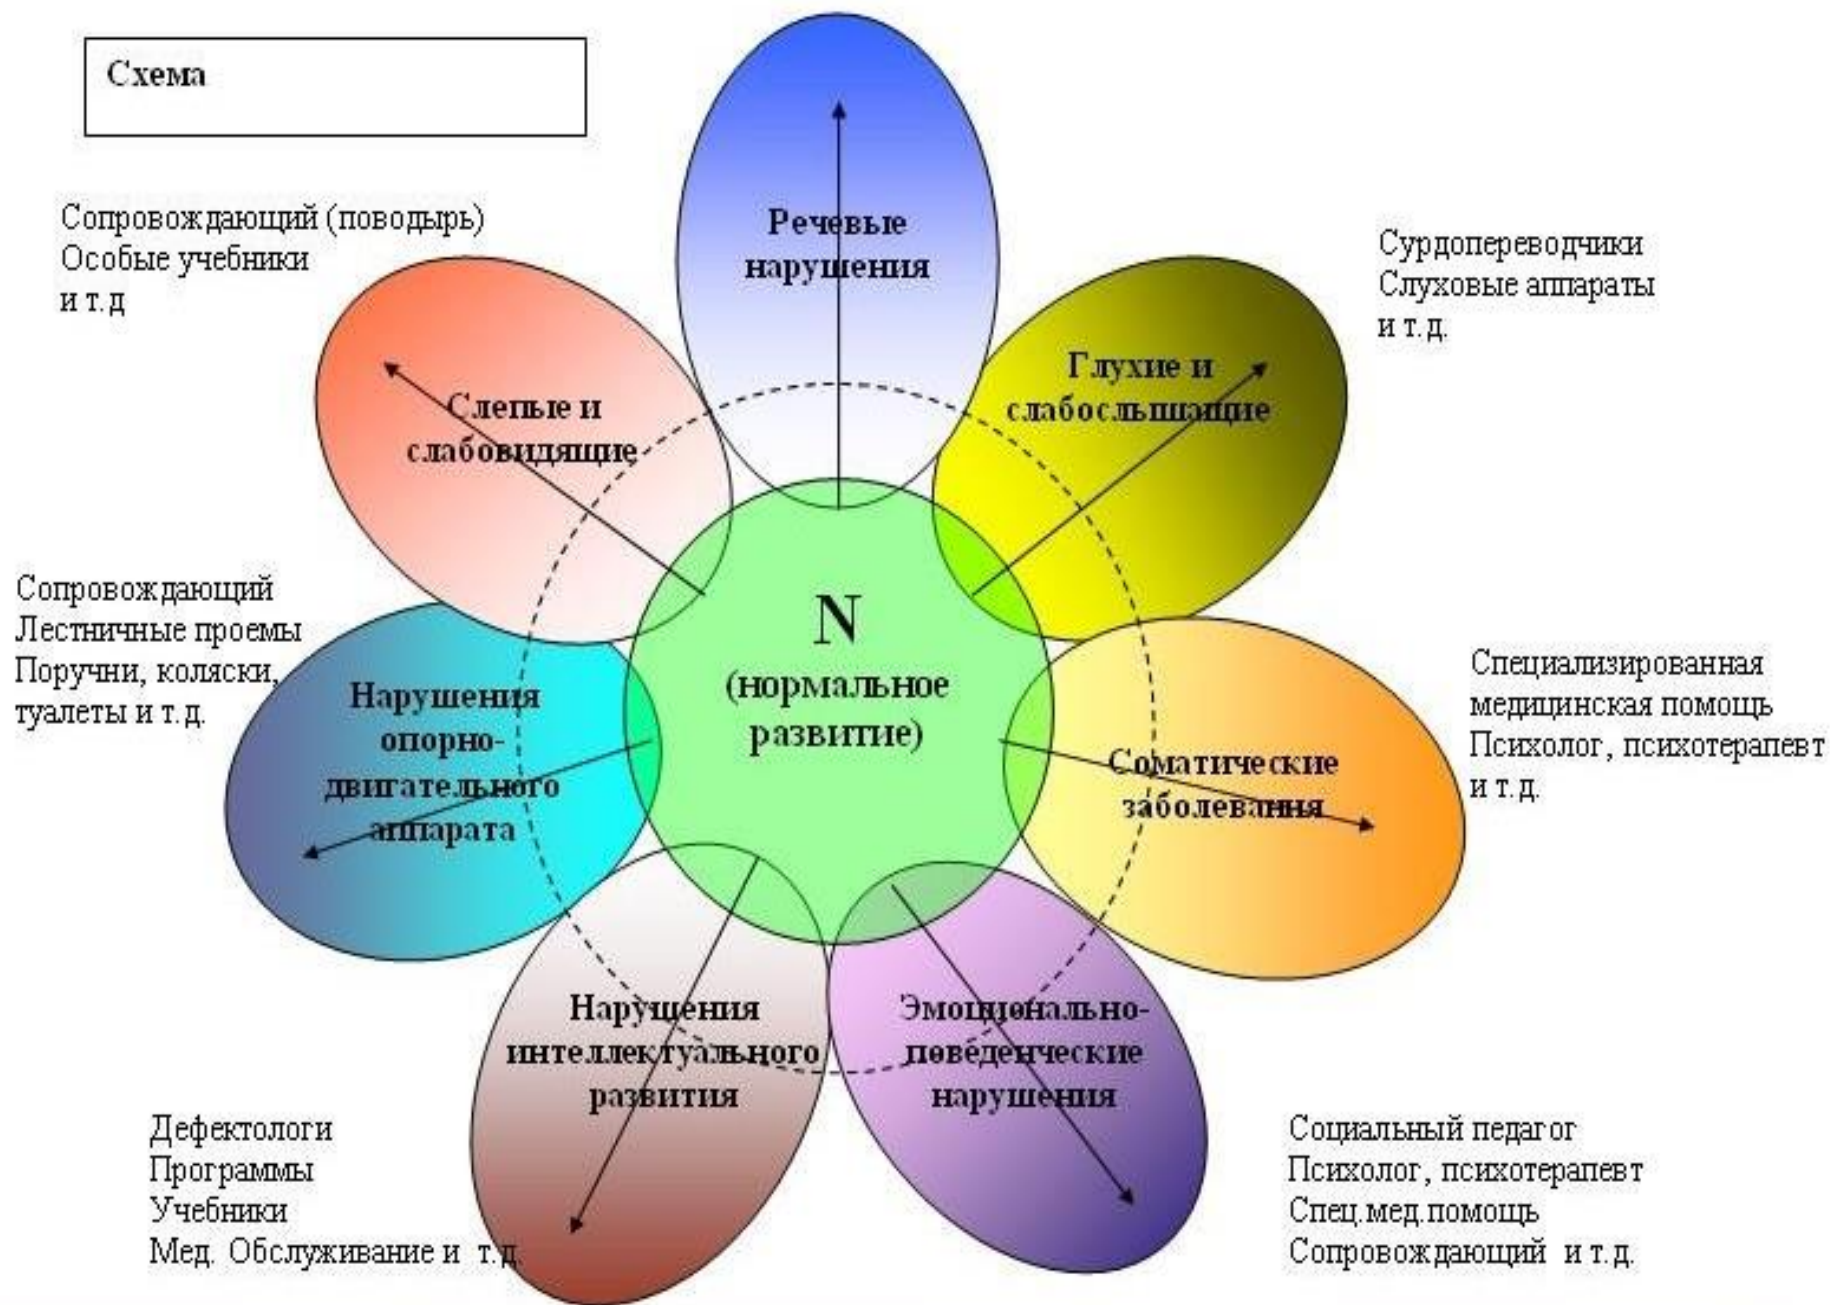 Схема
Сопровождающий (поводырь)
Особые учебники
и т.д
Речевые
нарушения
Сурдопереводчики
Слуховые аппараты
и т.д.
Слепые и
слабовидящие
Глухие и
слабослышащие
Сопровождающий
Лестничные проемы
Поручни, коляски,
туалеты и т.д.
Нарушения
опорно-
двигательного
аппарата
N
(нормальное
развитие)
Соматические
заболевания
Специализированная
медицинская помощь
Психолог, психотерапевт
и т.д.
Нарушения
интеллектуального
развития
Эмоционально-
поведенческие
нарушения
Дефектологи
Программы
Учебники
Мед. Обслуживание и т.д.
Социальный педагог
Психолог, психотерапевт
Спец.мед.помощь
Сопровождающий и т.д.